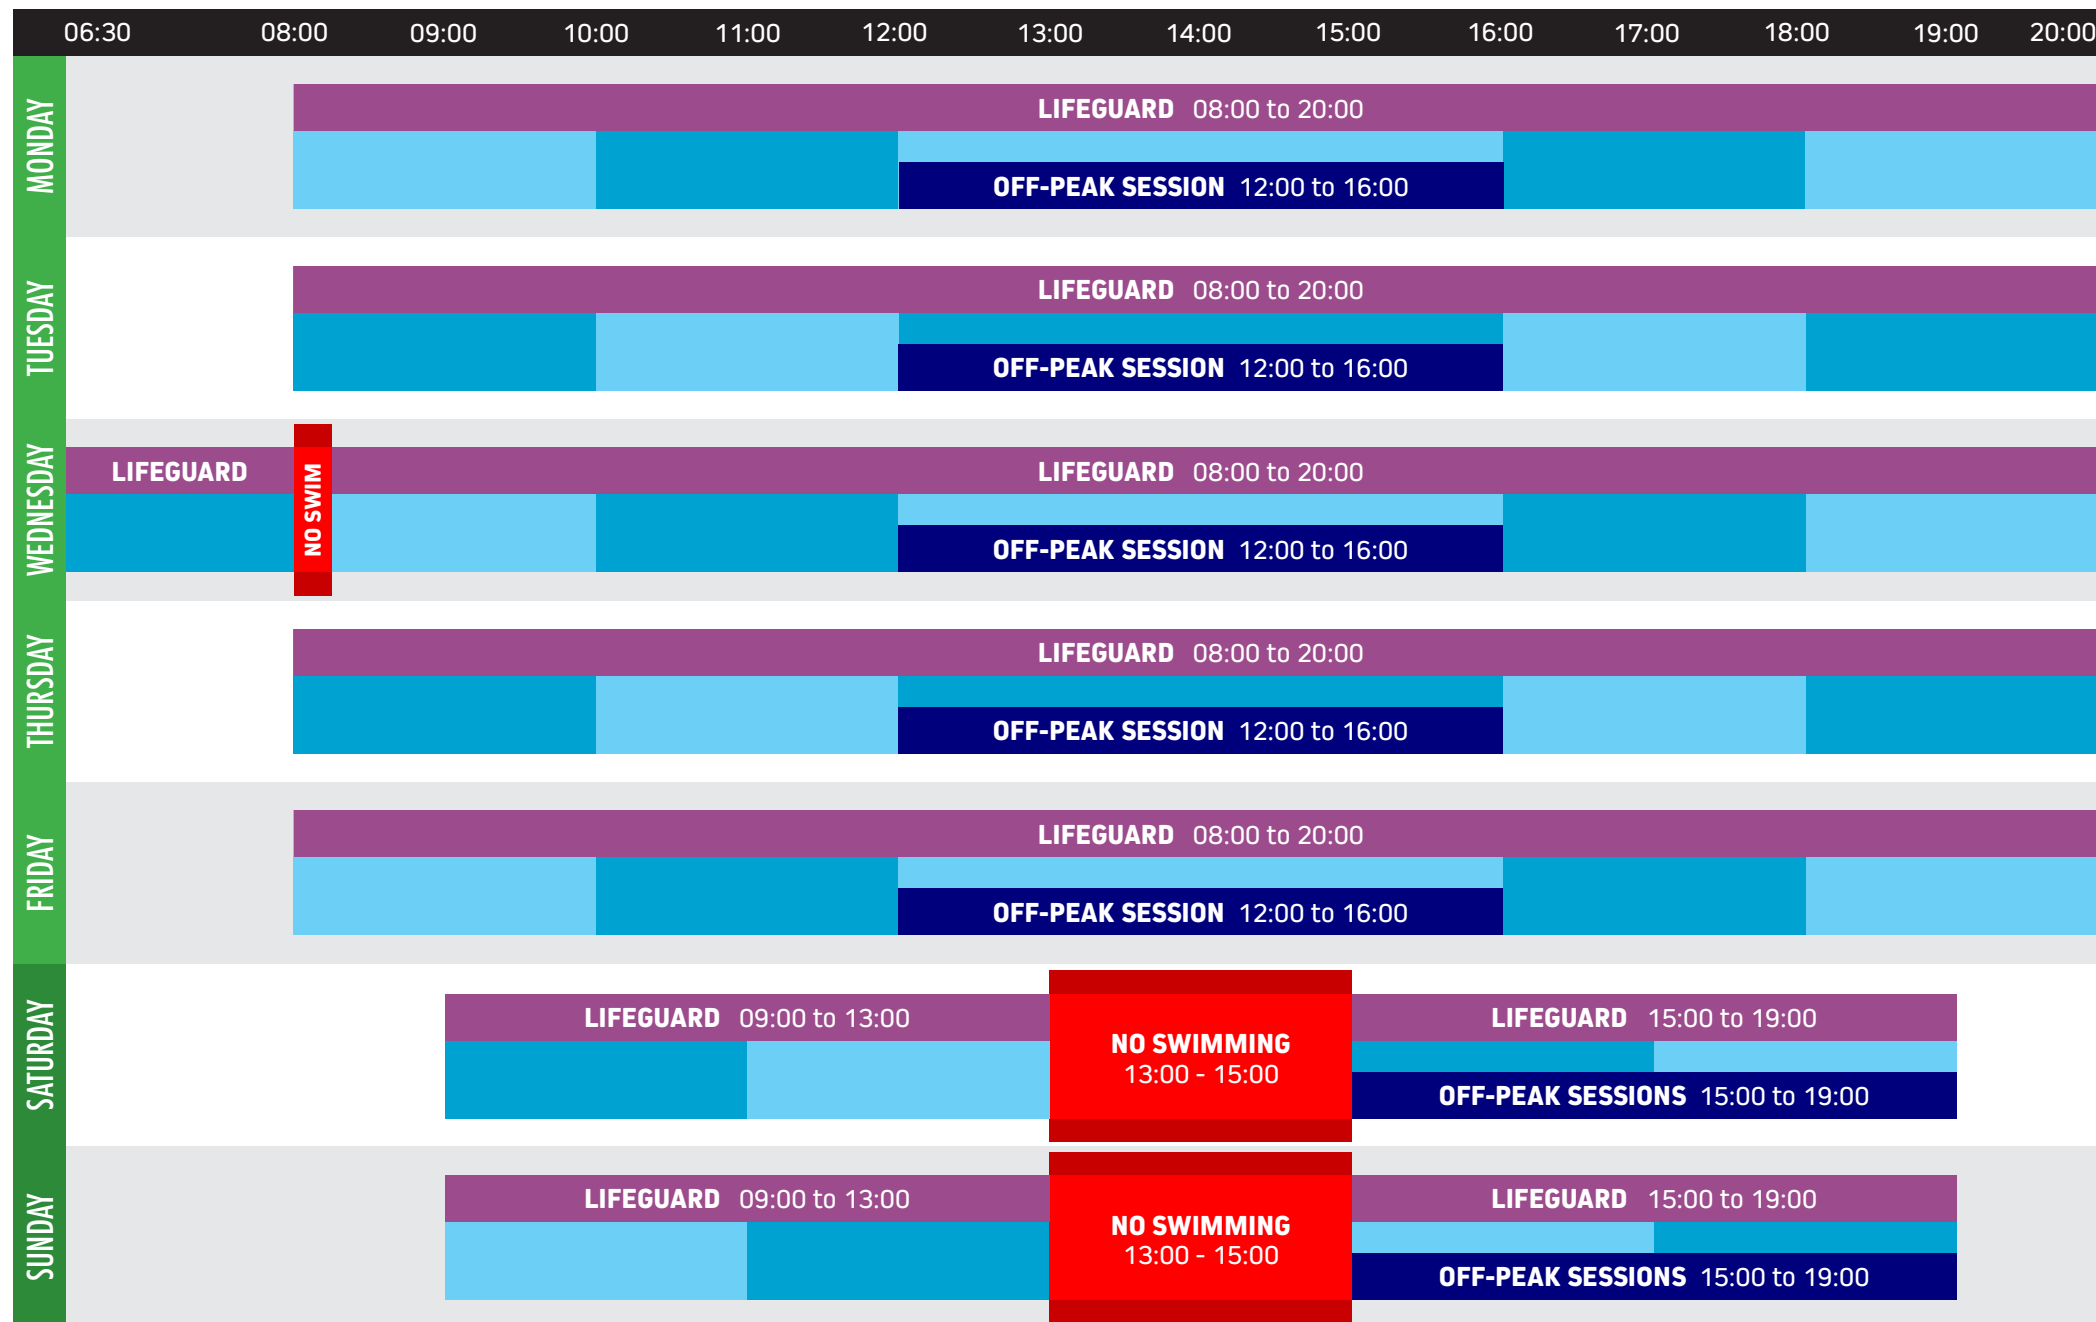 06:30 08:00 09:00 10:00 11:00 12:00 13:00 14:00 15:00 16:00 17:00 18:00 19:00 20:00
MONDAY
LIFEGUARD 08:00 to 20:00
OFF-PEAK SESSION 12:00 to 16:00
TUESDAY
LIFEGUARD 08:00 to 20:00
OFF-PEAK SESSION 12:00 to 16:00
WEDNESDAY
LIFEGUARD
NO SWIM
LIFEGUARD 08:00 to 20:00
OFF-PEAK SESSION 12:00 to 16:00
THURSDAY
LIFEGUARD 08:00 to 20:00
OFF-PEAK SESSION 12:00 to 16:00
FRIDAY
LIFEGUARD 08:00 to 20:00
OFF-PEAK SESSION 12:00 to 16:00
SATURDAY
LIFEGUARD 09:00 to 13:00
NO SWIMMING
13:00 - 15:00
LIFEGUARD 15:00 to 19:00
OFF-PEAK SESSIONS 15:00 to 19:00
SUNDAY
LIFEGUARD 09:00 to 13:00
NO SWIMMING
13:00 - 15:00
LIFEGUARD 15:00 to 19:00
OFF-PEAK SESSIONS 15:00 to 19:00